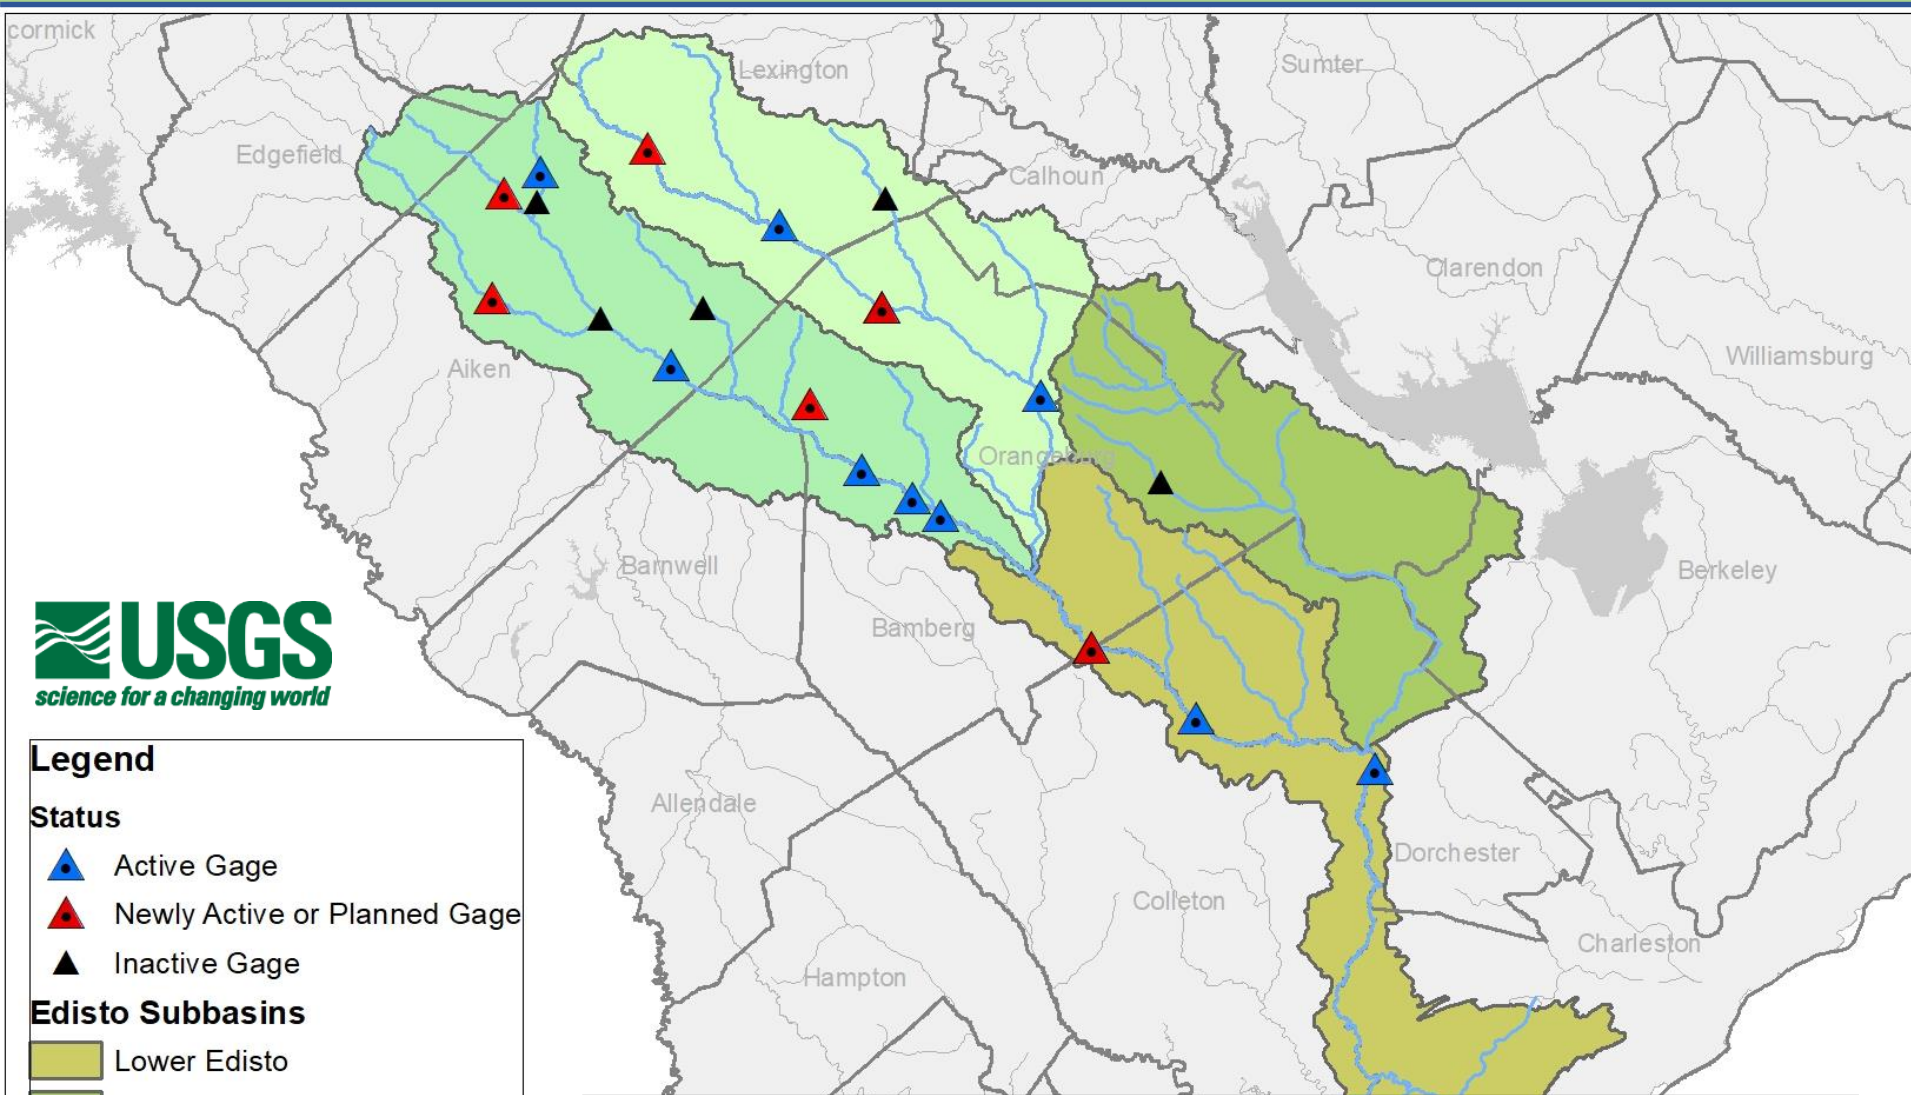 cormick
Lexington
Sumter
Edgefield
Calhoun
Clarendon
Williamsburg
Aiken
Orangeburg
Barnwell
Berkeley
Bamberg
USGS
science for a changing world
Legend
Status
Active Gage
Newly Active or Planned Gage
Inactive Gage
Edisto Subbasins
Lower Edisto
Allendale
Dorchester
Colleton
Charleston
Hampton